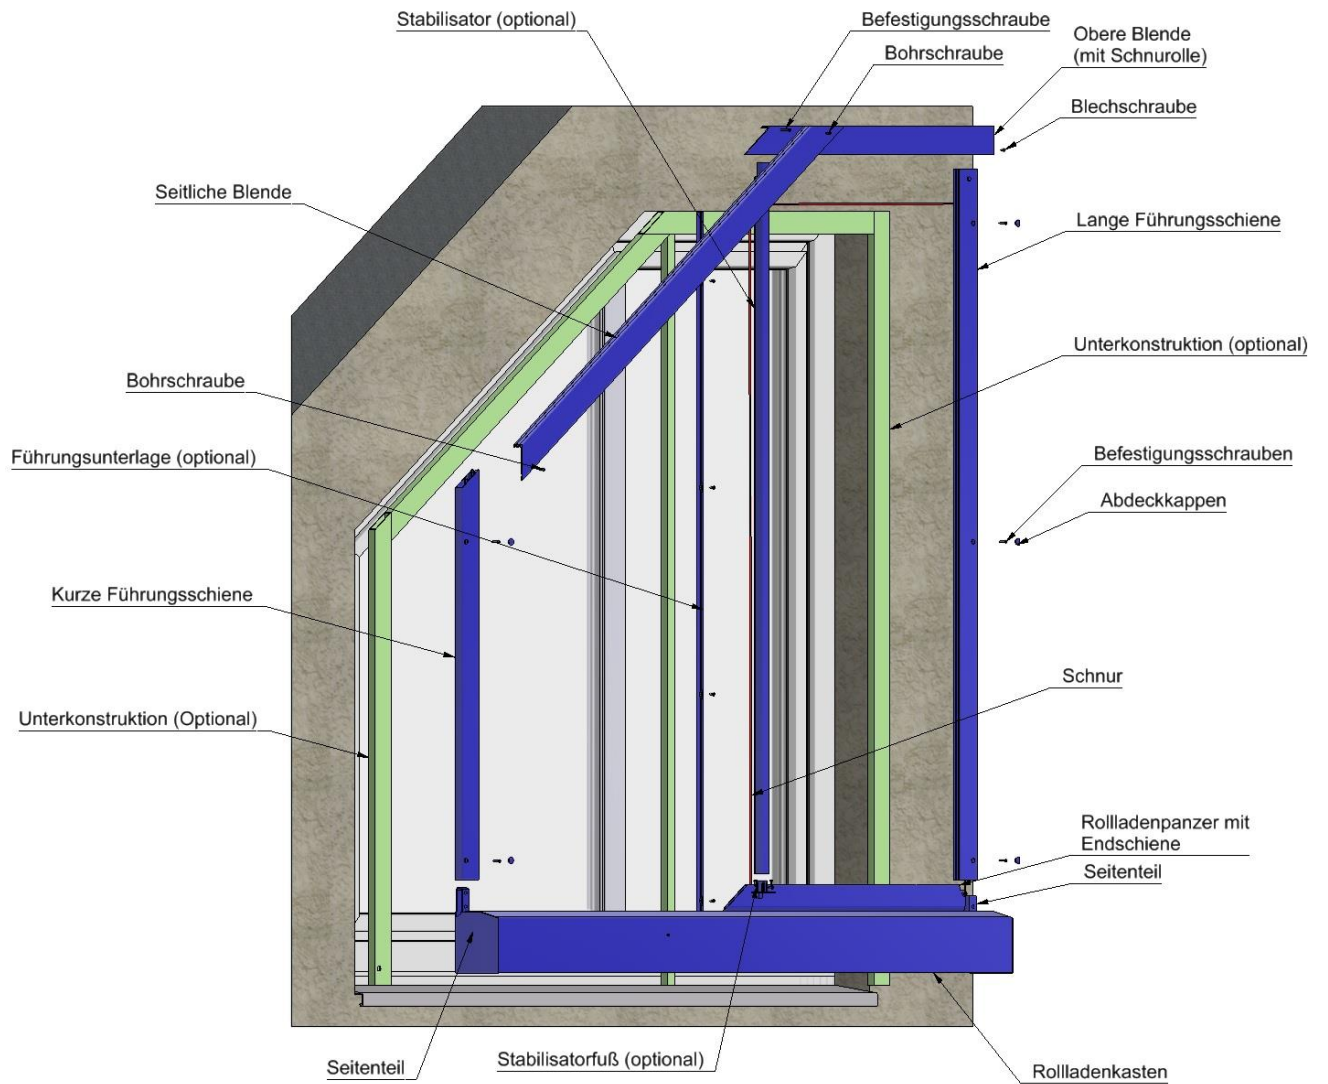 Stabilisator (optional)
Befestigungsschraube
Obere Blende
(mit Schnurolle)
Bohrschraube
Blechschraube
Seitliche Blende
Lange Führungsschiene
Unterkonstruktion (optional)
Bohrschraube
Führungsunterlage (optional)
Befestigungsschrauben
Abdeckkappen
Kurze Führungsschiene
Schnur
Unterkonstruktion (Optional)
Rollladenpanzer mit
Endschiene
Seitenteil
Seitenteil
Stabilisatorfuß (optional)
Rollladenkasten